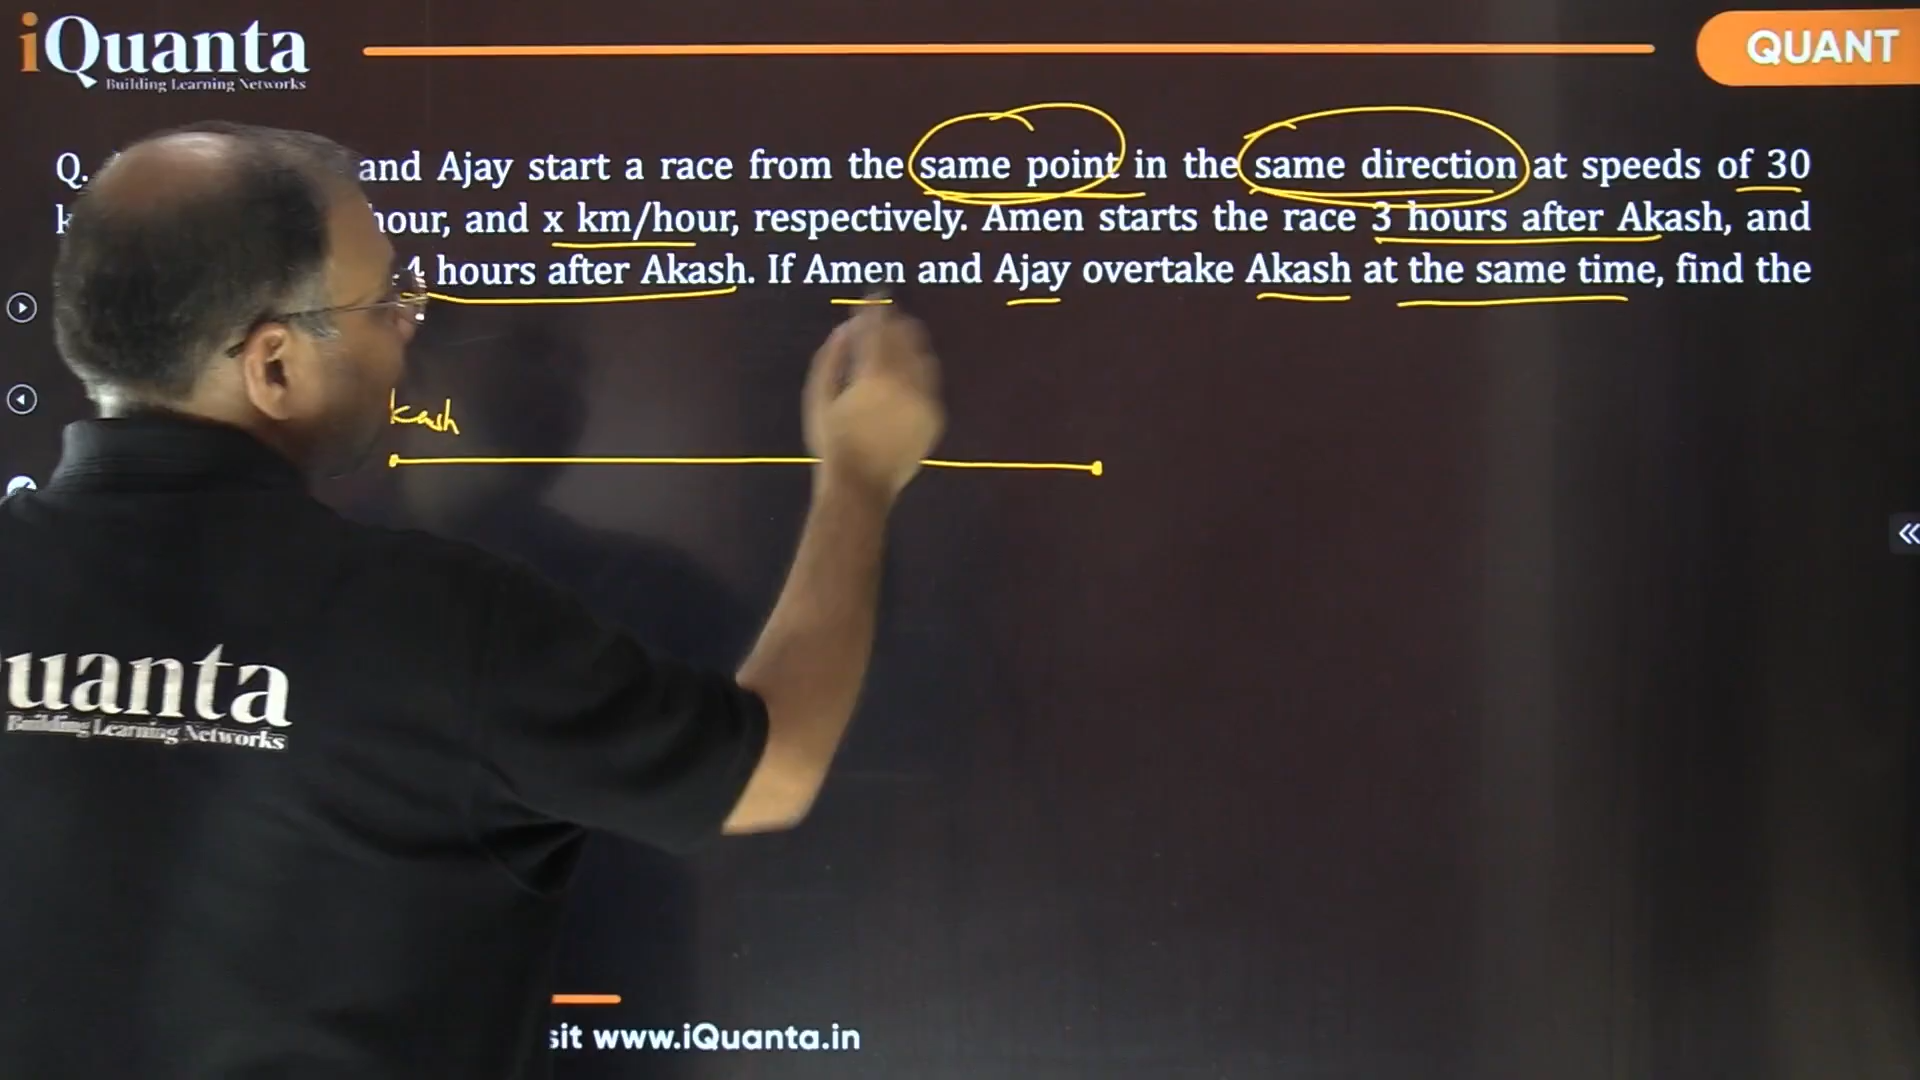 iQuanta
Building Learning Networks
QUANT
Q. and Ajay start a race from the same point in the same direction at speeds of 30
hour, and x km/hour, respectively. Amen starts the race 3 hours after Akash, and
4 hours after Akash. If Amen and Ajay overtake Akash at the same time, find the
kash
uanta
Building Learning Networks
sit www.iQuanta.in